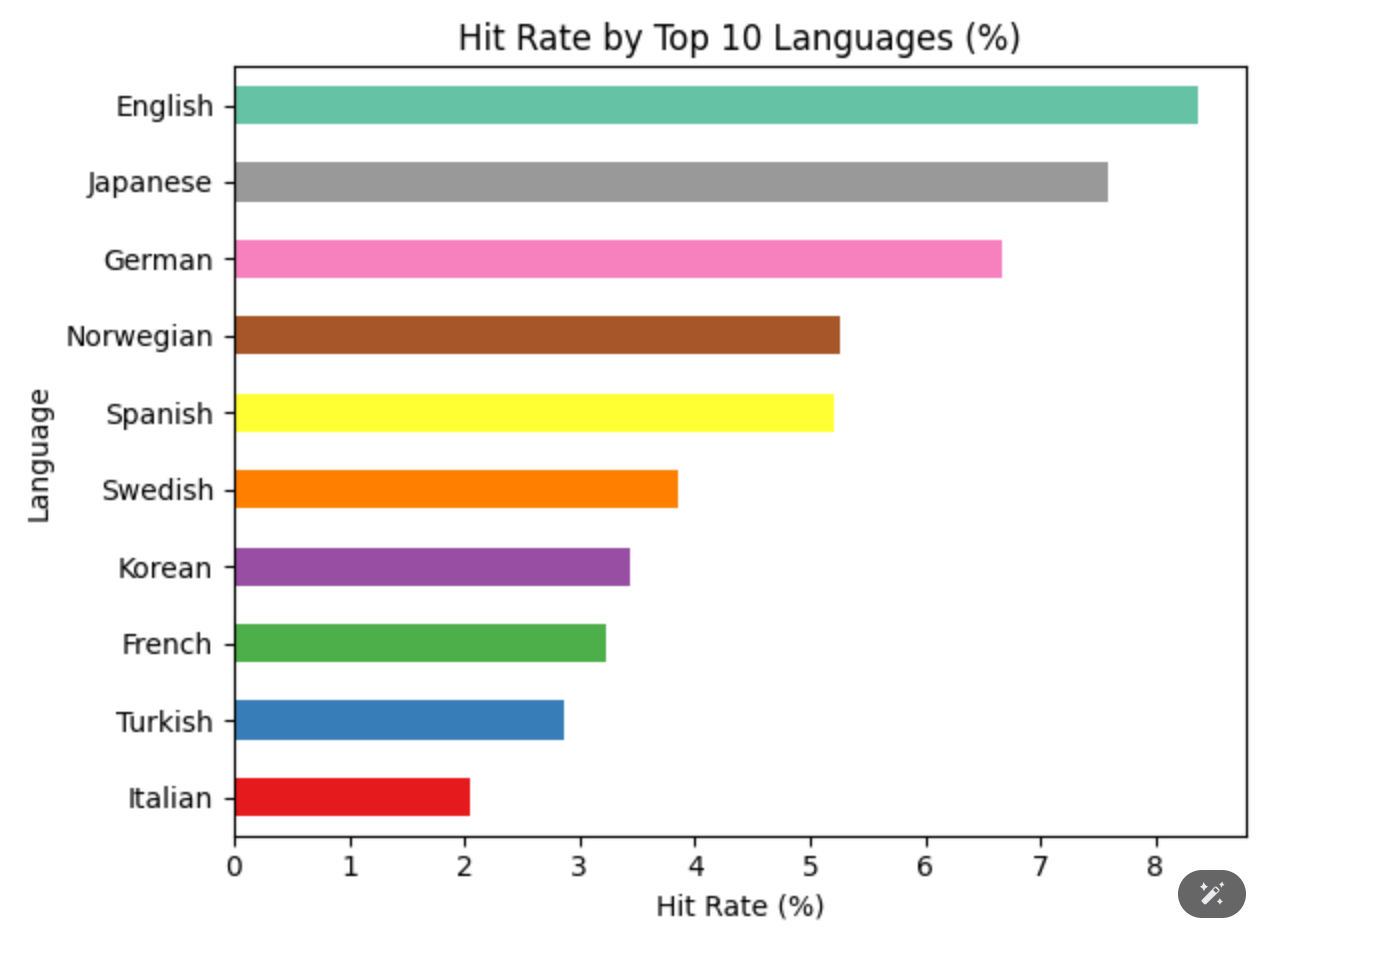 Hit Rate by Top 10 Languages (%)
English
Japanese
German
Norwegian
Spanish
Swedish
Korean
French
Turkish
Italian
Language
0 1 2 3 4 5 6 7 8
Hit Rate (%)